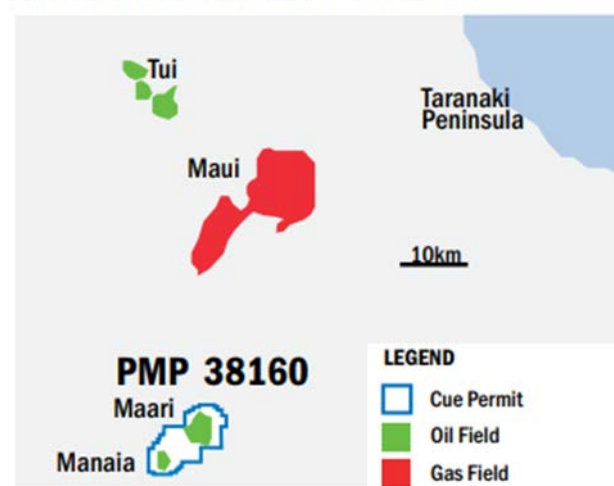 Tui
Taranaki
Peninsula
Maui
10km
PMP 38160
Maari
Manaia
LEGEND
Cue Permit
Oil Field
Gas Field